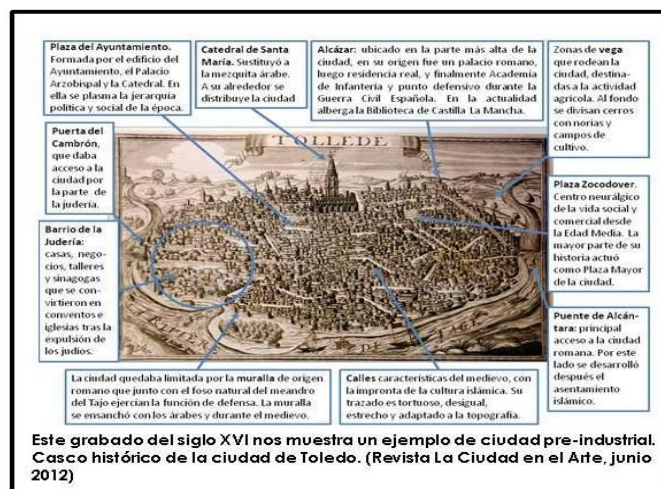 Plaza del Ayuntamiento.
Formada por el edificio del
Ayuntamiento, el Palacio
Arzobispal y la Catedral. En
ella se plasma la jerarquía
política y social de la época.
Catedral de Santa
María. Sustituyó a
la mezquita árabe.
A su alrededor se
distribuye la ciudad
Alcázar: ubicado en la parte más alta de la
ciudad, en su origen fue un palacio romano,
luego residencia real, y finalmente Academia
de Infantería y punto defensivo durante la
Guerra Civil Española. En la actualidad
alberga la Biblioteca de Castilla La Mancha.
Zonas de vega
que rodean la
ciudad, destina-
das a la actividad
agrícola. Al fondo
se divisan cerros
con norias y
campos de
cultivo.
Puerta del
Cambrón,
que daba
acceso a la
ciudad por
la parte de
la judería.
TOLLEDE
Plaza Zocodover.
Centro neurálgico
de la vida social y
comercial desde
la Edad Media. La
mayor parte de su
historia actuó
como Plaza Mayor
de la ciudad.
Barrio de la
Judería:
casas, nego-
cios, talleres
y sinagogas
que se con-
virtieron en
conventos e
iglesias tras la
expulsión de
los judíos.
Puente de Alcán-
tara: principal
acceso a la ciudad
romana. Por este
lado se desarrolló
después el
asentamiento
islámico.
La ciudad quedaba limitada por la muralla de origen
romano que junto con el foso natural del meandro
del Tajo ejercían la función de defensa. La muralla
se ensanchó con los árabes y durante el medievo.
Calles características del medievo, con
la impronta de la cultura islámica. Su
trazado es tortuoso, desigual,
estrecho y adaptado a la topografía.
Este grabado del siglo XVI nos muestra un ejemplo de ciudad pre-industrial.
Casco histórico de la ciudad de Toledo. (Revista La Ciudad en el Arte, junio
2012)